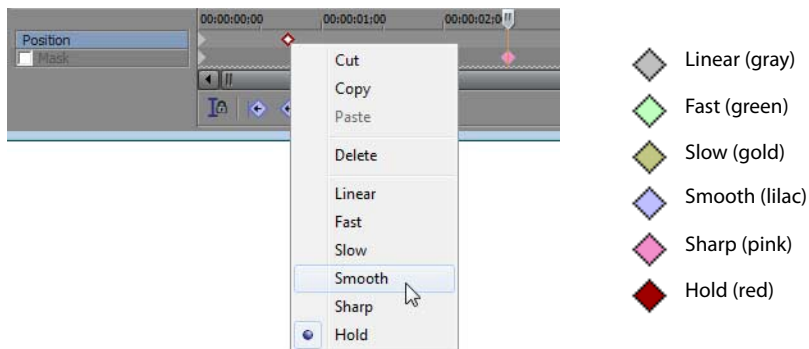 00:00:00;00 00:00:01;00 00:00:02;0
Position
Mask
Cut
Copy
Paste
Delete
Linear
Fast
Slow
Smooth
Sharp
Hold
Linear (gray)
Fast (green)
Slow (gold)
Smooth (lilac)
Sharp (pink)
Hold (red)